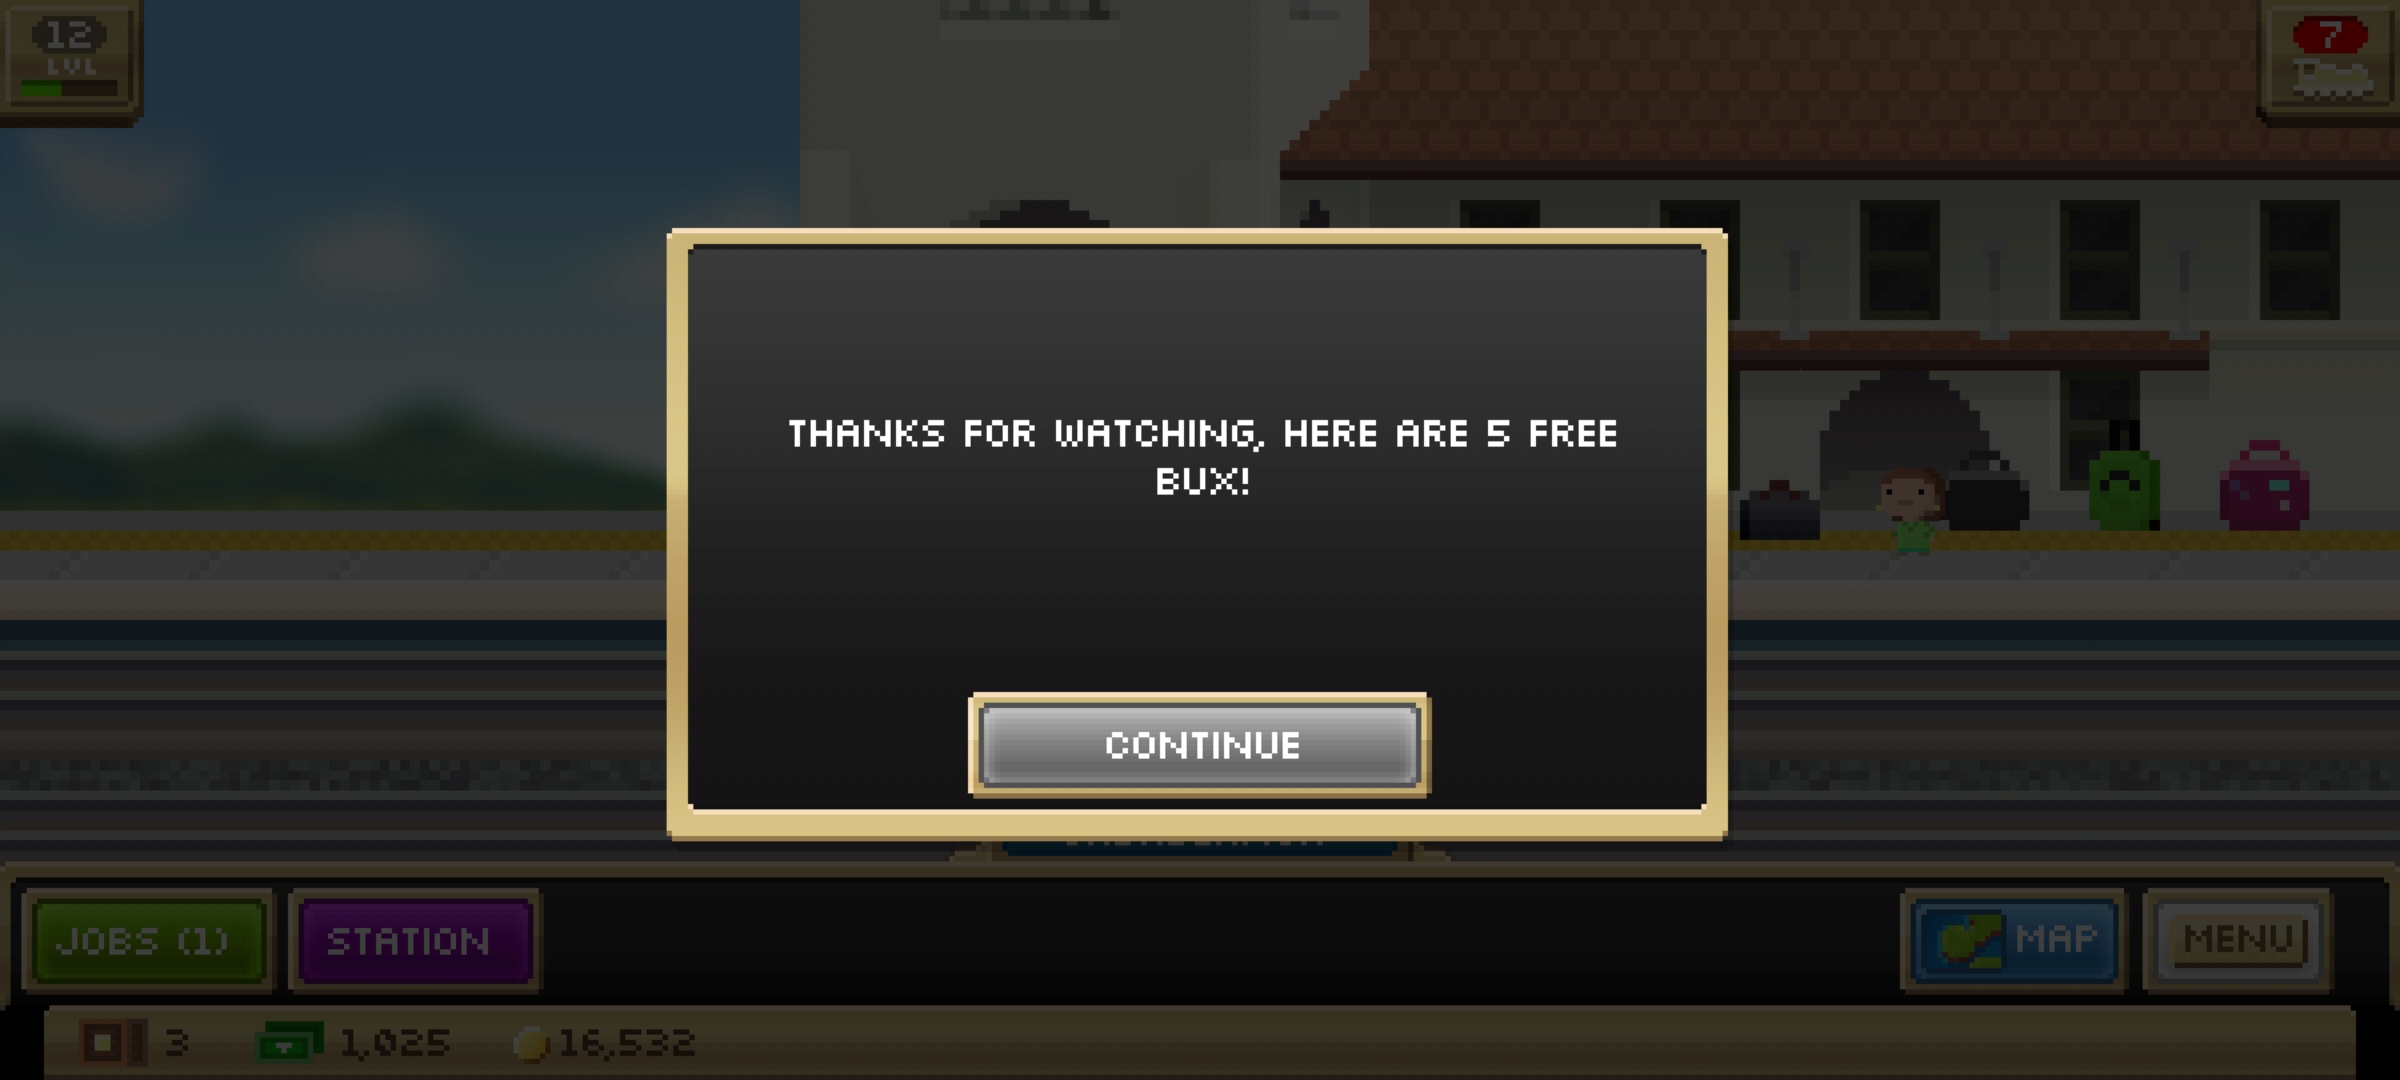 12
LVL
7
THANKS FOR WATCHING, HERE ARE 5 FREE
BUX!
CONTINUE
JOBS (1)
STATION
MAP
MENU
3
1,025
16,532